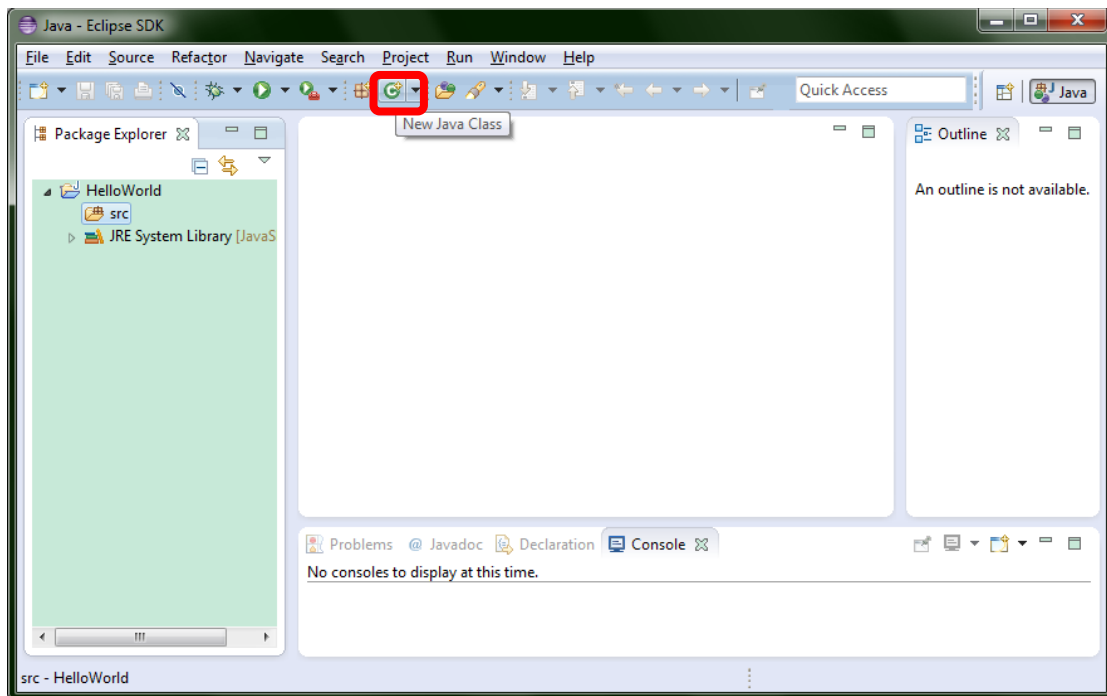 Java - Eclipse SDK
File Edit Source Refactor Navigate Search Project Run Window Help
Quick Access
Java
New Java Class
Package Explorer
Outline
HelloWorld
src
JRE System Library [JavaS
An outline is not available.
Problems @ Javadoc Declaration Console
No consoles to display at this time.
src - HelloWorld